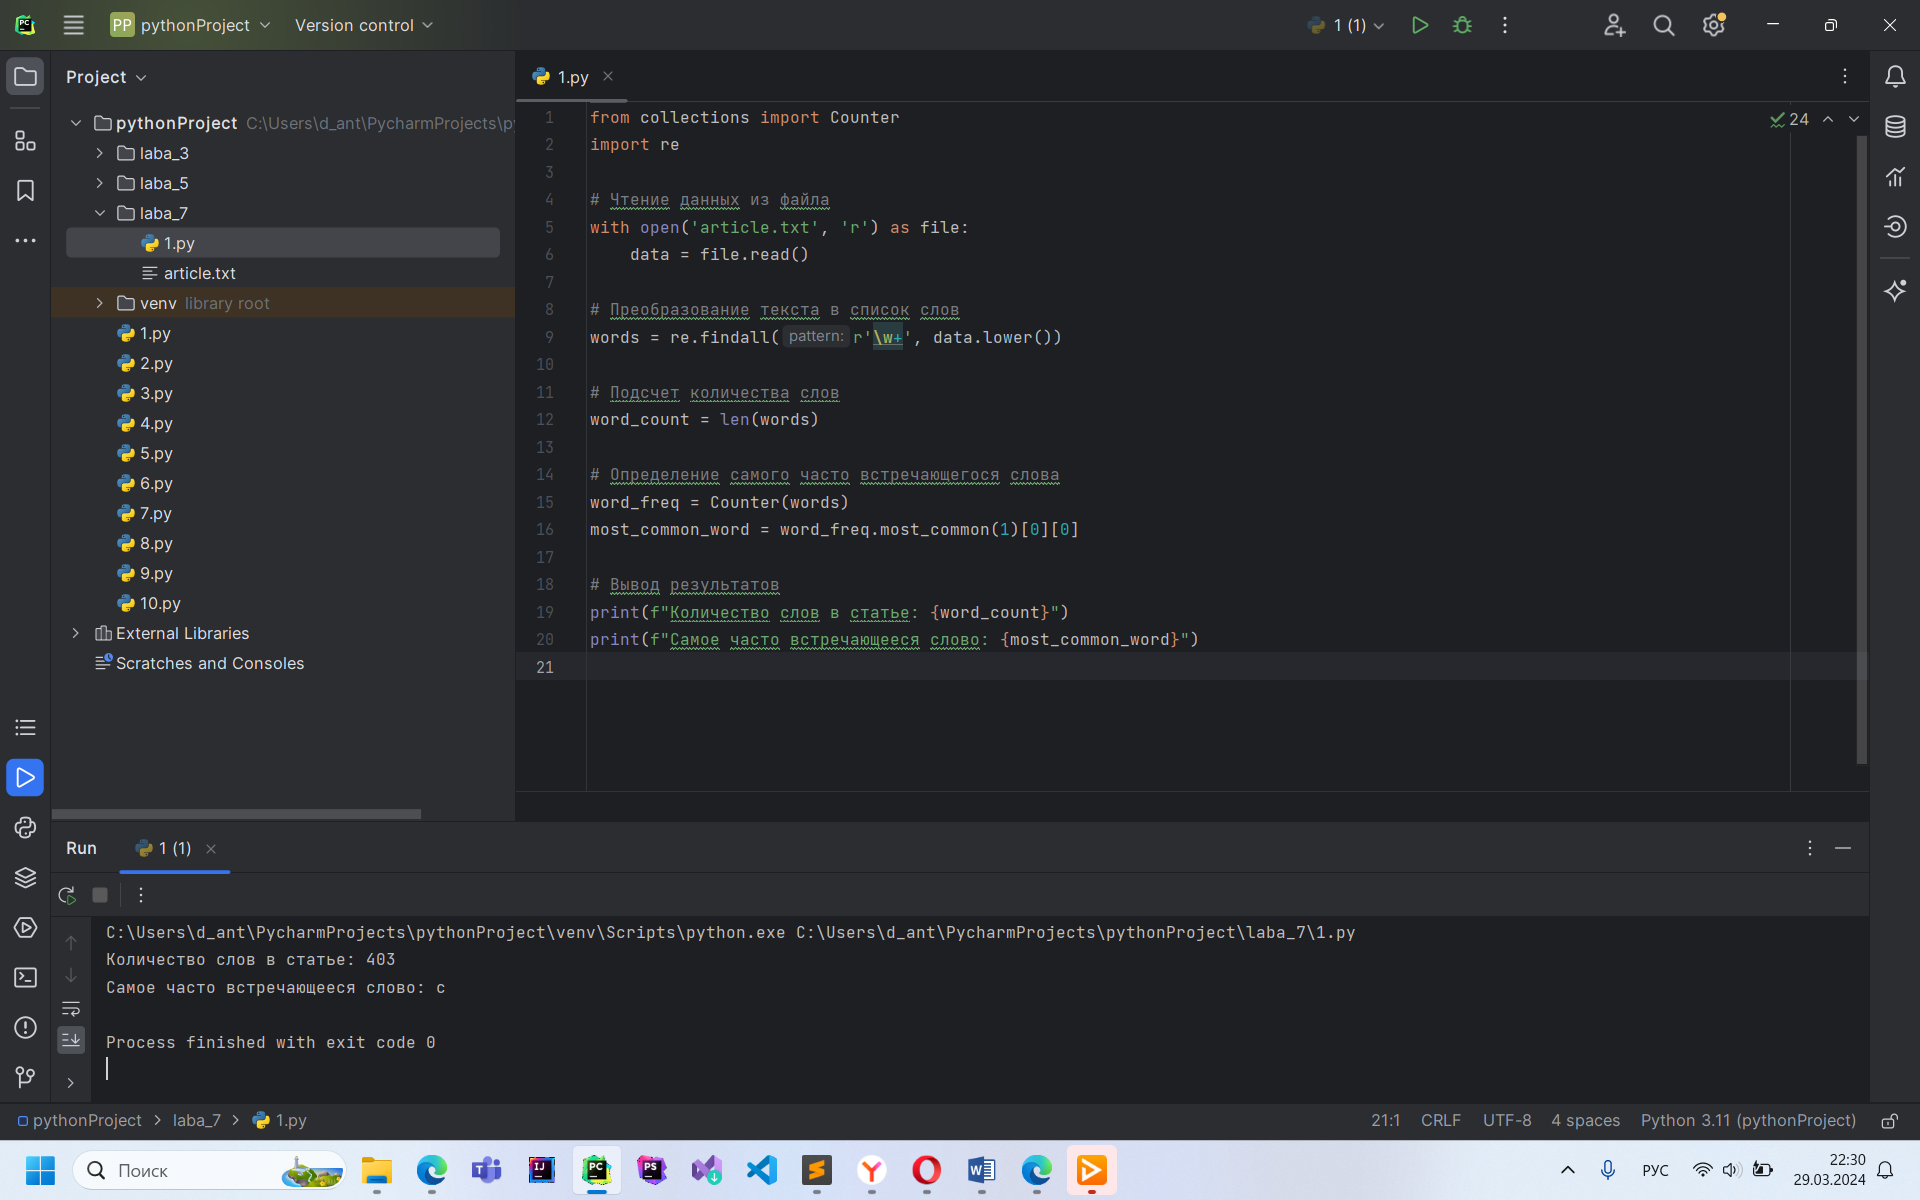 PP pythonProject Version control 1 (1)
Project
1.py
pythonProject C:\Users\d_ant\PycharmProjects\py
laba_3
laba_5
laba_7
1.py
article.txt
venv library root
1.py
2.py
3.py
4.py
5.py
6.py
7.py
8.py
9.py
10.py
External Libraries
Scratches and Consoles
24
1 from collections import Counter
2 import re
3
4 # Чтение данных из файла
5 with open('article.txt', 'r') as file:
6 data = file.read()
7
8 # Преобразование текста в список слов
9 words = re.findall( pattern: r'\w+', data.lower())
10
11 # Подсчет количества слов
12 word_count = len(words)
13
14 # Определение самого часто встречающегося слова
15 word_freq = Counter(words)
16 most_common_word = word_freq.most_common(1)[0][0]
17
18 # Вывод результатов
19 print(f"Количество слов в статье: {word_count}")
20 print(f"Самое часто встречающееся слово: {most_common_word}")
21
Run 1 (1)
C:\Users\d_ant\PycharmProjects\pythonProject\venv\Scripts\python.exe C:\Users\d_ant\PycharmProjects\pythonProject\laba_7\1.py
Количество слов в статье: 403
Самое часто встречающееся слово: с
Process finished with exit code 0
pythonProject > laba_7 > 1.py 21:1 CRLF UTF-8 4 spaces Python 3.11 (pythonProject)
Поиск
РУС
22:30
29.03.2024